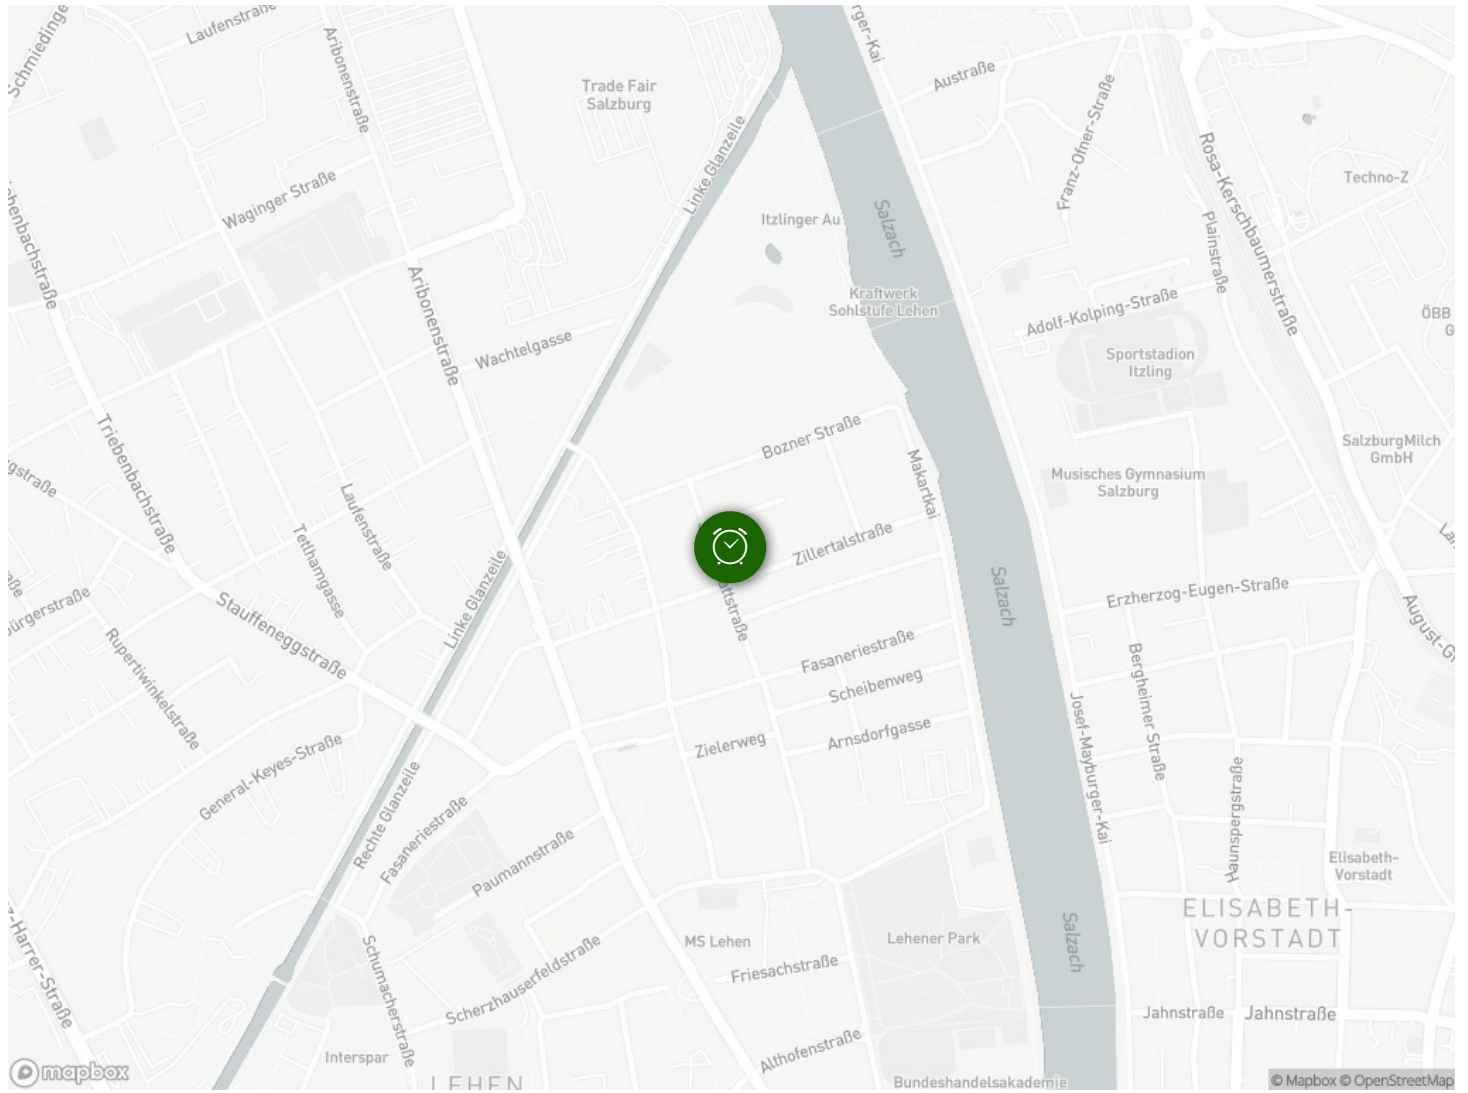 Laufenstraße
Aribonenstraße
Trade Fair
Salzburg
Austraße
Linke Glanzeile
Franz-Ofner-Straße
Rosa-Kerschbaumerstraße
Techno-Z
Waginger Straße
Itzlinger Au
Salzach
Plainstraße
Kraftwerk
Sohlstufe Lehen
Adolf-Kolping-Straße
ÖBB
G
Aribonenstraße
Wachtelgasse
Sportstadion
Itzling
Triebenbachstraße
Bozner Straße
Makartkai
SalzburgMilch
GmbH
Musisches Gymnasium
Salzburg
Laufenstraße
Tettlhamgasse
Zillertalstraße
Linke Glanzeile
Salzach
Erzherzog-Eugen-Straße
Stauffeneggstraße
Rupertiwinkelstraße
attstraße
Fasaneriestraße
Scheibenweg
Bergheimer Straße
Josef-Mayburger-Kai
August-G
Zielerweg
Arnsdorfgasse
General-Keyes-Straße
Rechte Glanzeile
Fasaneriestraße
Paumannstraße
Haunspergstraße
Elisabeth-
Vorstadt
ELISABETH-
VORSTADT
z-Harrer-Straße
Schumacherstraße
Scherzhauserfeldstraße
MS Lehen
Friesachstraße
Lehener Park
Salzach
Jahnstraße
Jahnstraße
Interspar
Althofenstraße
LEHEN
Bundeshandelsakademie
mapbox
© Mapbox © OpenStreetMap